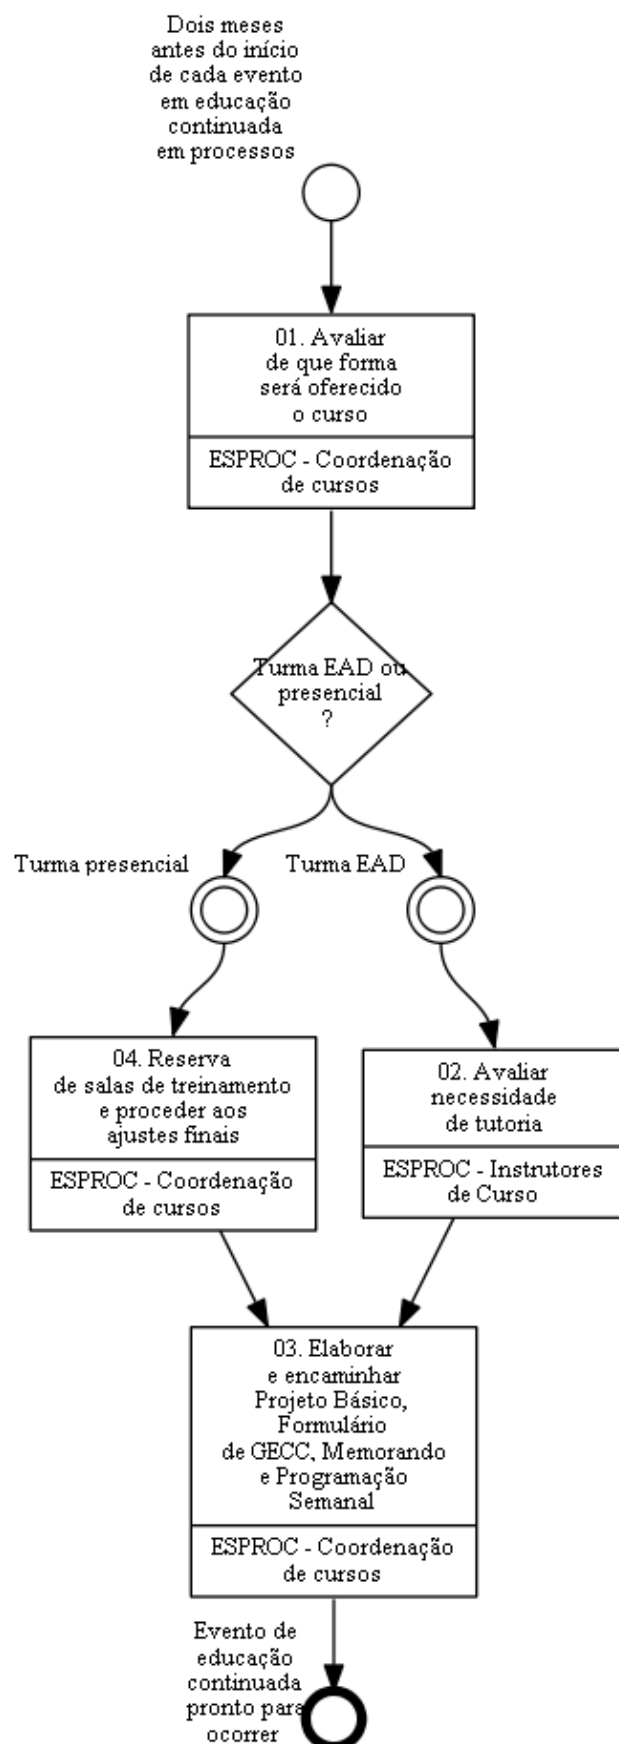 Dois meses
antes do início
de cada evento
em educação
continuada
em processos
01. Avaliar
de que forma
será oferecido
o curso
ESPROC - Coordenação
de cursos
Turma EAD ou
presencial
?
Turma presencial
Turma EAD
04. Reserva
de salas de treinamento
e proceder aos
ajustes finais
ESPROC - Coordenação
de cursos
02. Avaliar
necessidade
de tutoria
ESPROC - Instrutores
de Curso
03. Elaborar
e encaminhar
Projeto Básico,
Formulário
de GECC, Memorando
e Programação
Semanal
ESPROC - Coordenação
de cursos
Evento de
educação
continuada
pronto para
ocorrer